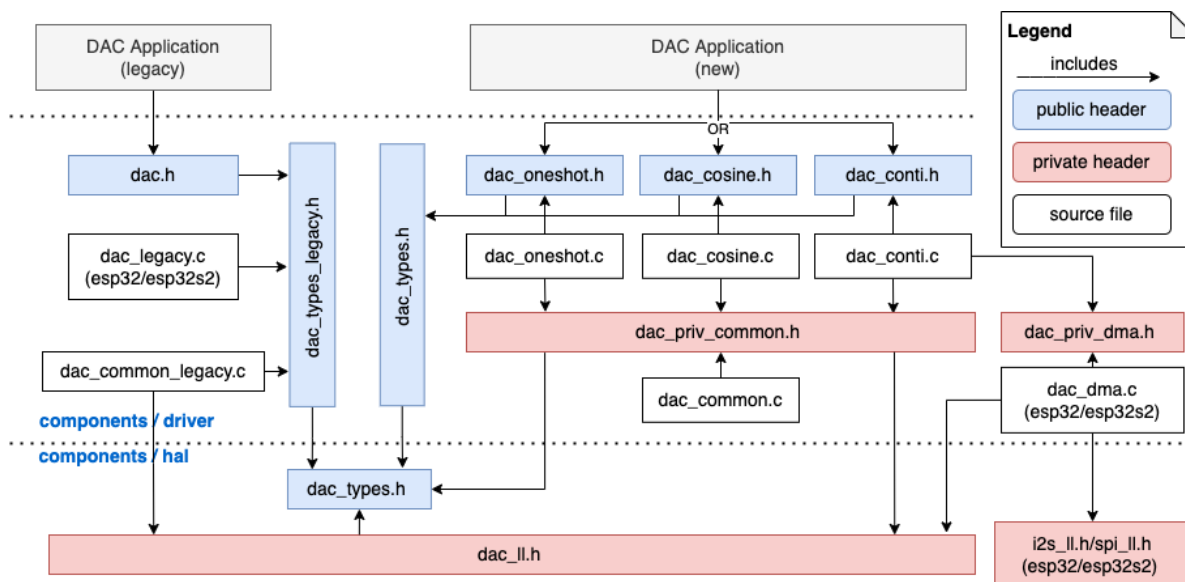 DAC Application
(legacy)
DAC Application
(new)
Legend
includes
public header
private header
source file
OR
dac.h
dac_types_legacy.h
dac_types.h
dac_oneshot.h
dac_cosine.h
dac_conti.h
dac_legacy.c
(esp32/esp32s2)
dac_oneshot.c
dac_cosine.c
dac_conti.c
dac_priv_common.h
dac_priv_dma.h
dac_common_legacy.c
dac_common.c
dac_dma.c
(esp32/esp32s2)
components / driver
components / hal
dac_types.h
dac_ll.h
i2s_ll.h/spi_ll.h
(esp32/esp32s2)